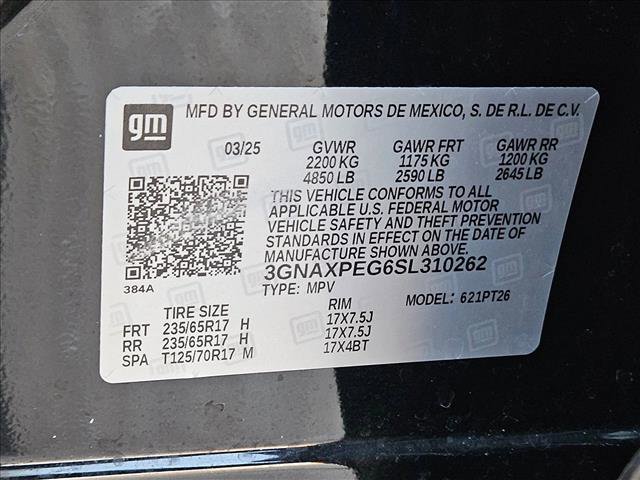 gm
MFD BY GENERAL MOTORS DE MEXICO, S. DE R.L. DE C.V.
03/25 GVWR GAWR FRT GAWR RR
2200 KG 1175 KG 1200 KG
4850 LB 2590 LB 2645 LB
THIS VEHICLE CONFORMS TO ALL
APPLICABLE U.S. FEDERAL MOTOR
VEHICLE SAFETY AND THEFT PREVENTION
STANDARDS IN EFFECT ON THE DATE OF
MANUFACTURE SHOWN ABOVE.
3GNAXPEG6SL310262
384A
TYPE: MPV MODEL: 621PT26
TIRE SIZE RIM
FRT 235/65R17 H 17X7.5J
RR 235/65R17 H 17X7.5J
SPA T125/70R17 M 17X4BT